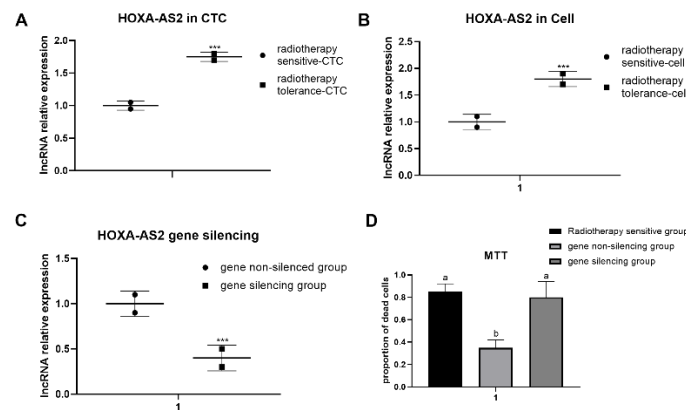 A
HOXA-AS2 in CTC
lncRNA relative expression
2.0
1.5
1.0
0.5
0.0
***
radiotherapy
sensitive-CTC
radiotherapy
tolerance-CTC
B
HOXA-AS2 in Cell
lncRNA relative expression
2.5
2.0
1.5
1.0
0.5
0.0
***
1
radiotherapy
sensitive-cell
radiotherapy
tolerance-cell
C
HOXA-AS2 gene silencing
lncRNA relative expression
1.5
1.0
0.5
0.0
***
1
gene non-silenced group
gene silencing group
D
MTT
proportion of dead cells
0.8
0.6
0.4
0.2
0.0
a
b
a
1
Radiotherapy sensitive group
gene non-silencing group
gene silencing group